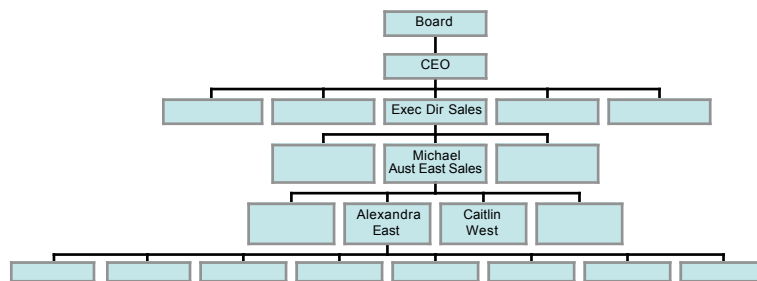 Board
CEO
Exec Dir Sales
Michael
Aust East Sales
Alexandra
East
Caitlin
West